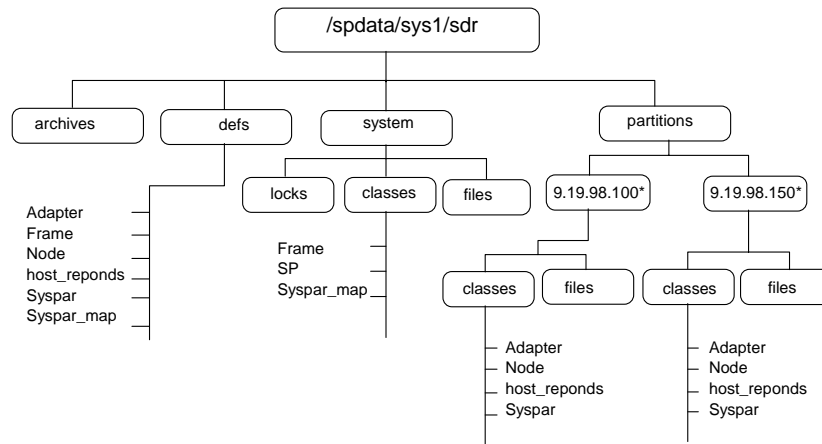 /spdata/sys1/sdr
archives
defs
system
partitions
locks
classes
files
9.19.98.100*
9.19.98.150*
Adapter
Frame
Node
host_reponds
Syspar
Syspar_map
Frame
SP
Syspar_map
classes
files
classes
files
Adapter
Node
host_reponds
Syspar
Adapter
Node
host_reponds
Syspar